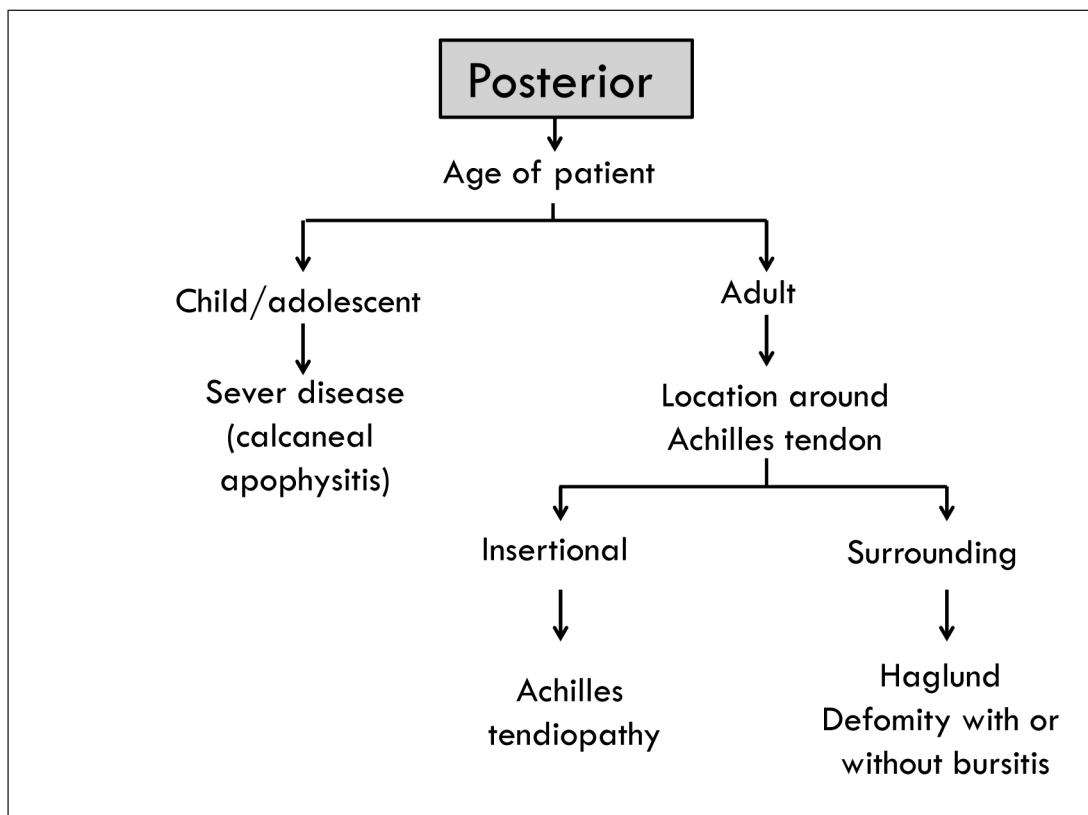 Posterior
Age of patient
Child/adolescent
Adult
Sever disease
(calcaneal
apophysitis)
Location around
Achilles tendon
Insertional
Surrounding
Achilles
tendiopathy
Haglund
Defomity with or
without bursitis